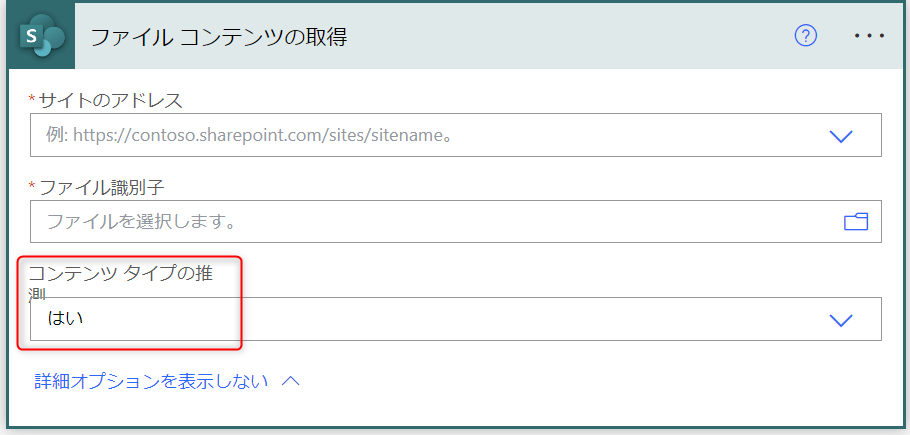 S
ファイル コンテンツの取得
?
*サイトのアドレス
例: https://contoso.sharepoint.com/sites/sitename。
*ファイル識別子
ファイルを選択します。
コンテンツ タイプの推
測
はい
詳細オプションを表示しない